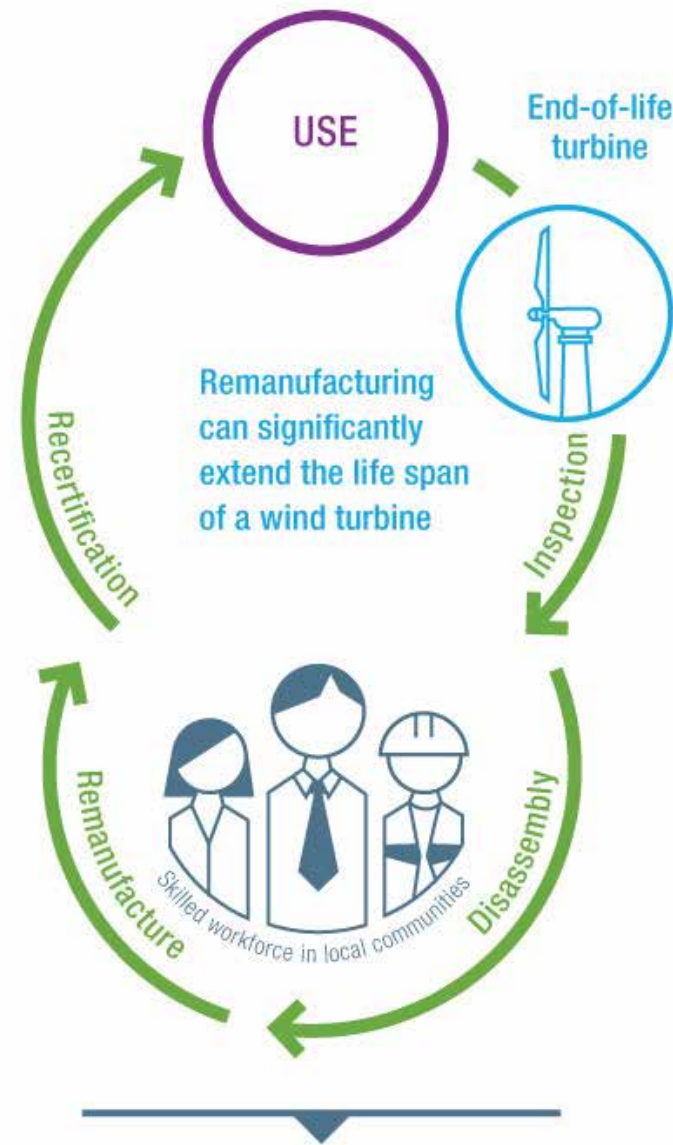 USE
End-of-life
turbine
Remanufacturing
can significantly
extend the life span
of a wind turbine
Inspection
Disassembly
Remanufacture
Recertification
Skilled workforce in local communities